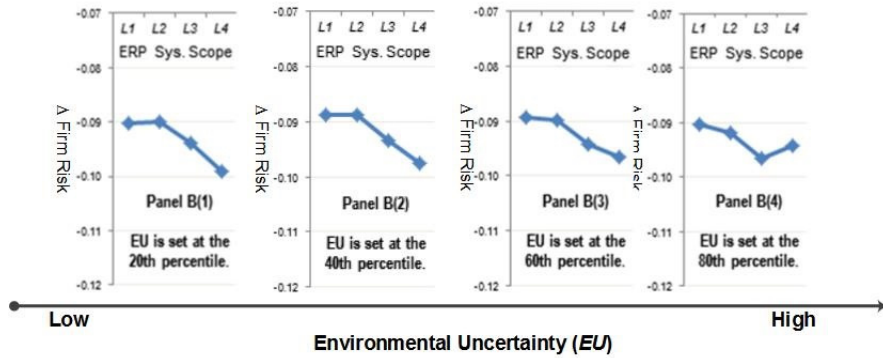 -0.07
L1 L2 L3 L4
ERP Sys. Scope
-0.08
-0.09
-0.10
-0.11
-0.12
Δ Firm Risk
Panel B(1)
EU is set at the
20th percentile.
-0.07
L1 L2 L3 L4
ERP Sys. Scope
-0.08
-0.09
-0.10
-0.11
-0.12
Δ Firm Risk
Panel B(2)
EU is set at the
40th percentile.
-0.07
L1 L2 L3 L4
ERP Sys. Scope
-0.08
-0.09
-0.10
-0.11
-0.12
Δ Firm Risk
Panel B(3)
EU is set at the
60th percentile.
-0.07
L1 L2 L3 L4
ERP Sys. Scope
-0.08
-0.09
-0.10
-0.11
-0.12
Δ Firm Risk
Panel B(4)
EU is set at the
80th percentile.
Low High
Environmental Uncertainty (EU)